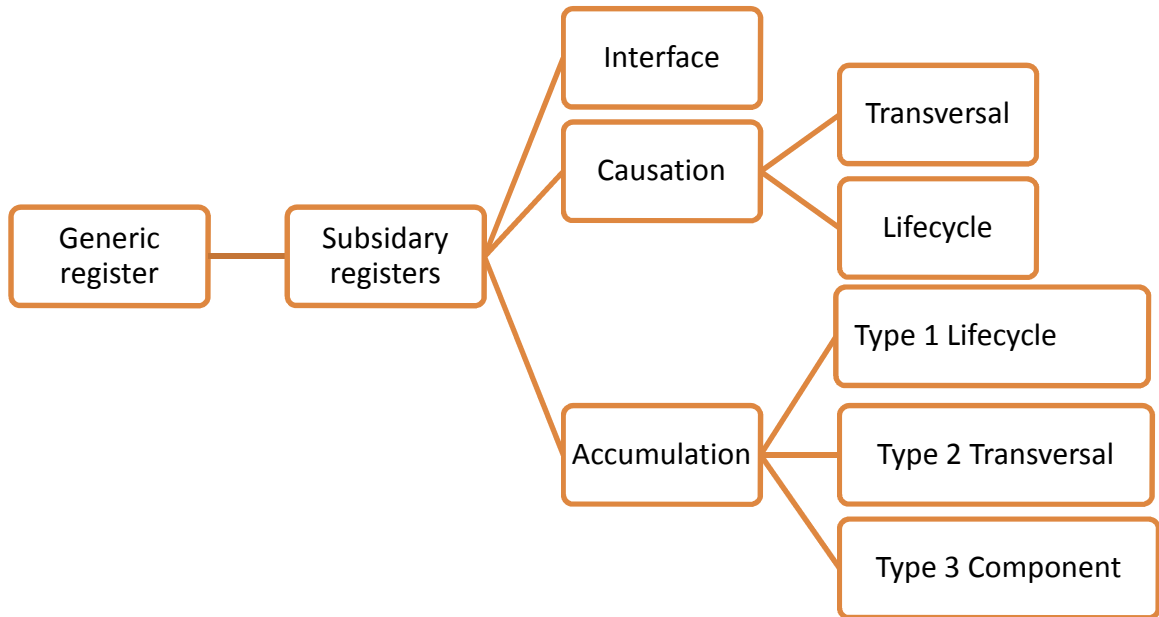 Generic
register
Subsidary
registers
Interface
Causation
Accumulation
Transversal
Lifecycle
Type 1 Lifecycle
Type 2 Transversal
Type 3 Component